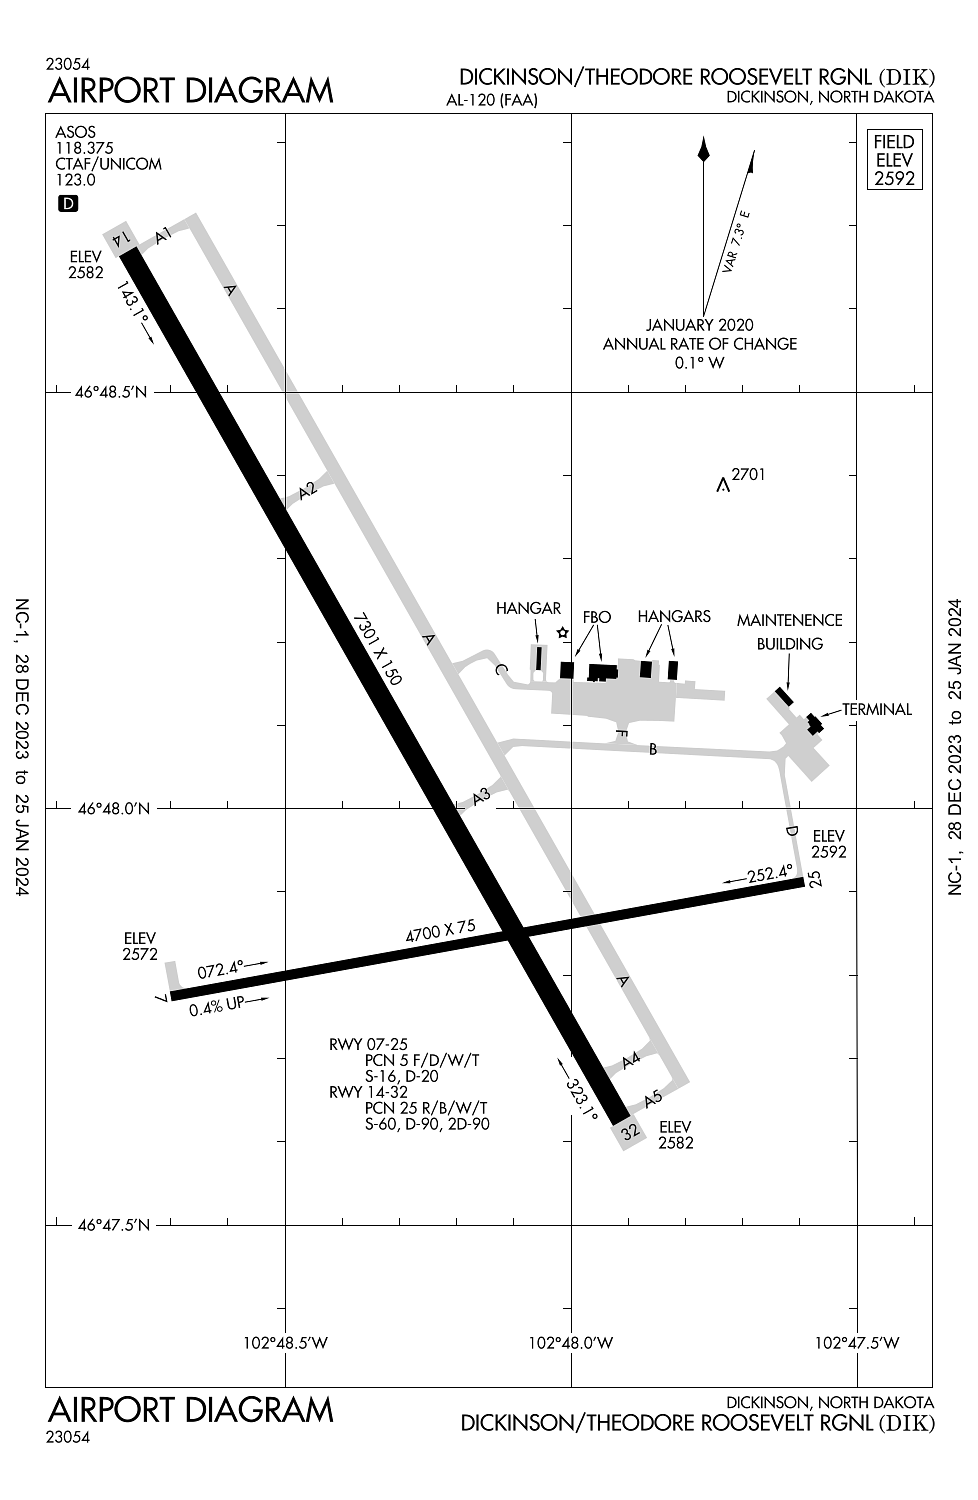 23054
AIRPORT DIAGRAM
DICKINSON/THEODORE ROOSEVELT RGNL (DIK)
AL-120 (FAA)
DICKINSON, NORTH DAKOTA
ASOS
118.375
CTAF/UNICOM
123.0
D
FIELD
ELEV
2592
VAR 7.3° E
JANUARY 2020
ANNUAL RATE OF CHANGE
0.1° W
14
A1
ELEV
2582
143.1°
A
46°48.5'N
A2
2701
7301 X 150
A
HANGAR
FBO
HANGARS
MAINTENENCE
BUILDING
C
TERMINAL
F
B
46°48.0'N
A3
D
ELEV
2592
252.4°
25
4700 X 75
ELEV
2572
072.4°
7
0.4% UP
A
RWY 07-25
PCN 5 F/D/W/T
S-16, D-20
RWY 14-32
PCN 25 R/B/W/T
S-60, D-90, 2D-90
A4
A5
323.1°
32
ELEV
2582
46°47.5'N
102°48.5'W
102°48.0'W
102°47.5'W
NC-1, 28 DEC 2023 to 25 JAN 2024
NC-1, 28 DEC 2023 to 25 JAN 2024
AIRPORT DIAGRAM
23054
DICKINSON, NORTH DAKOTA
DICKINSON/THEODORE ROOSEVELT RGNL (DIK)